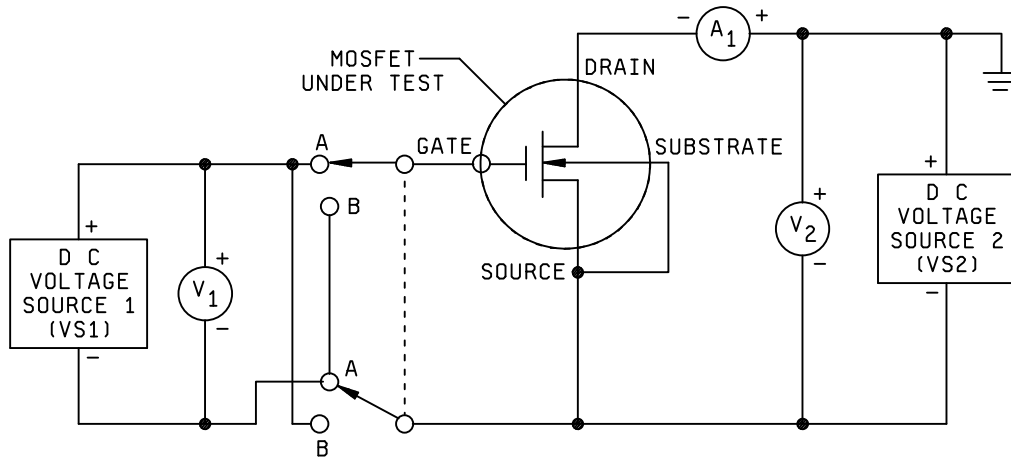 - A1 +
MOSFET
UNDER TEST
DRAIN
A
GATE
SUBSTRATE
B
+
D C
VOLTAGE
SOURCE 1
(VS1)
-
+
V1
-
SOURCE
+
V2
-
+
D C
VOLTAGE
SOURCE 2
(VS2)
-
A
B